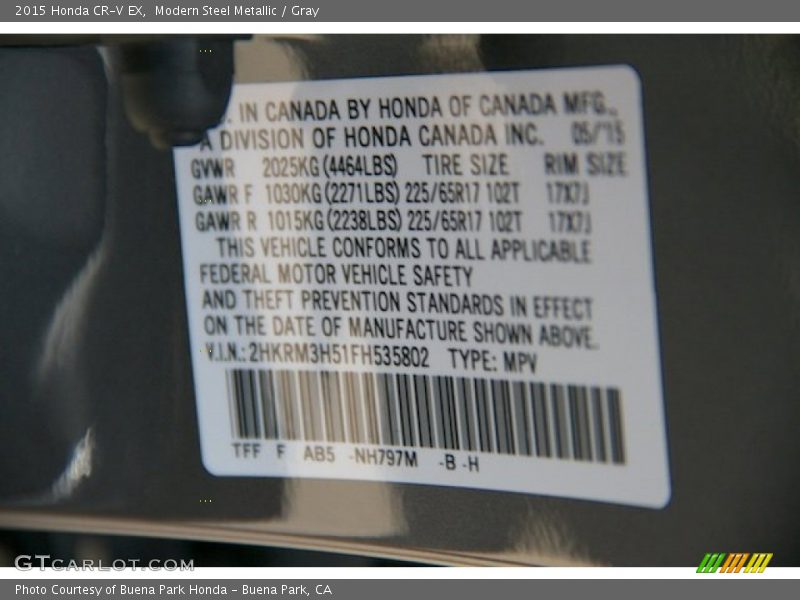 2015 Honda CR-V EX, Modern Steel Metallic / Gray
. IN CANADA BY HONDA OF CANADA MFG.,
A DIVISION OF HONDA CANADA INC. 05/'15
GVWR 2025KG(4464LBS) TIRE SIZE RIM SIZE
GAWR F 1030KG(2271LBS) 225/65R17 102T 17X7J
GAWR R 1015KG(2238LBS) 225/65R17 102T 17X7J
THIS VEHICLE CONFORMS TO ALL APPLICABLE
FEDERAL MOTOR VEHICLE SAFETY
AND THEFT PREVENTION STANDARDS IN EFFECT
ON THE DATE OF MANUFACTURE SHOWN ABOVE.
V.I.N.: 2HKRM3H51FH535802 TYPE: MPV
TFF F AB5 -NH797M -B -H
GTCARLOT.COM
Photo Courtesy of Buena Park Honda - Buena Park, CA